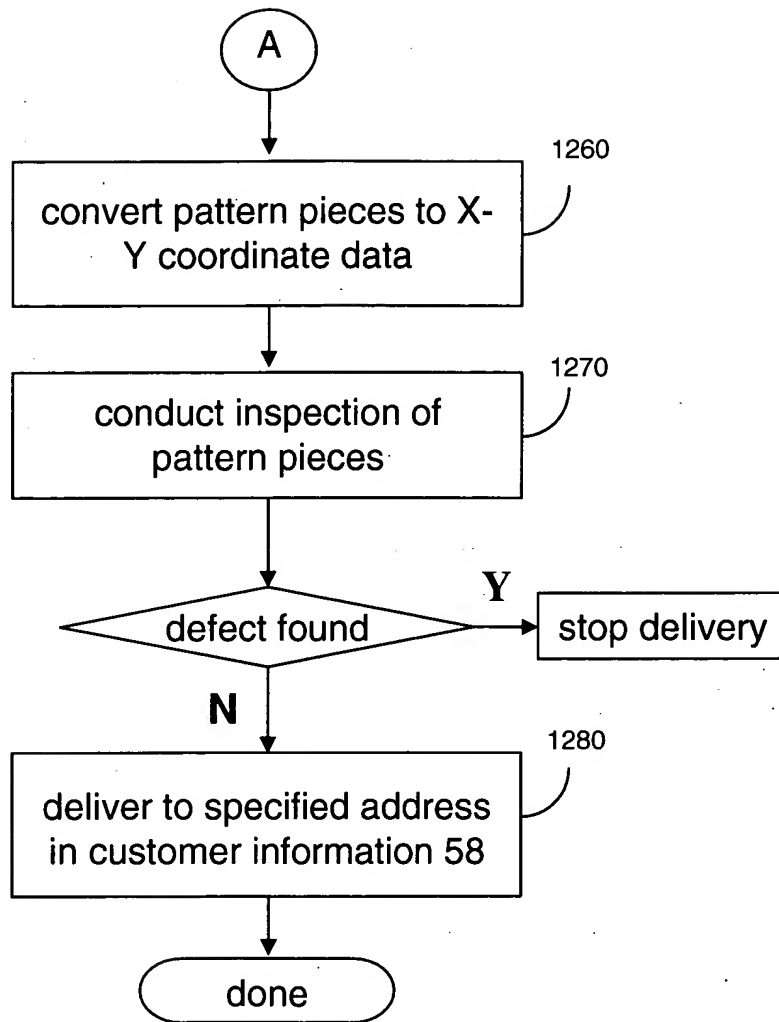 A
1260
convert pattern pieces to X-
Y coordinate data
1270
conduct inspection of
pattern pieces
defect found
Y
stop delivery
N
1280
deliver to specified address
in customer information 58
done